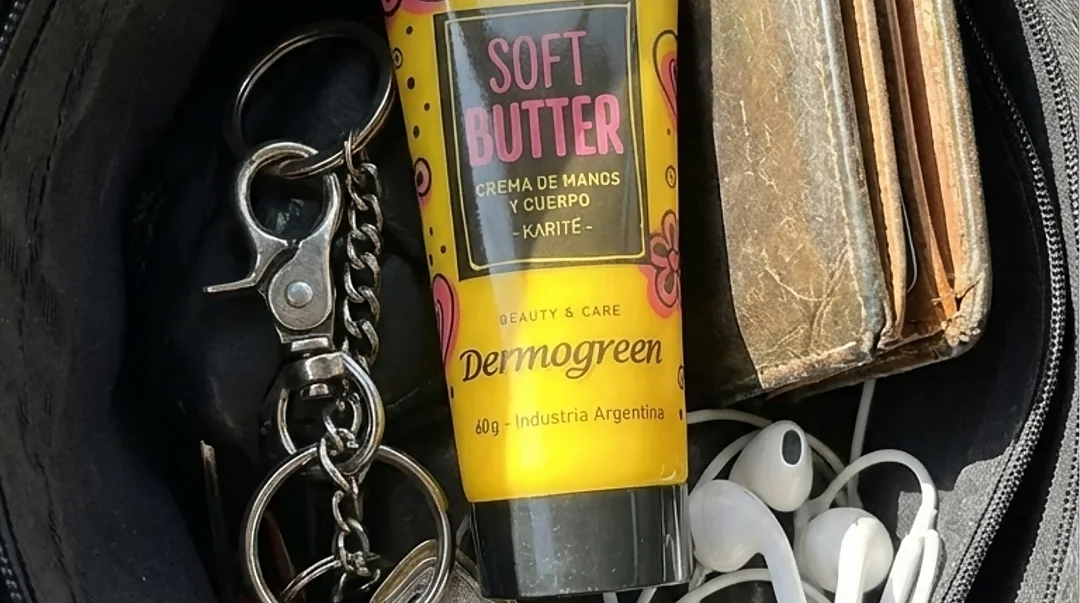 SOFT
BUTTER
CREMA DE MANOS
Y CUERPO
- KARITÉ -
BEAUTY & CARE
Dermogreen
60g - Industria Argentina